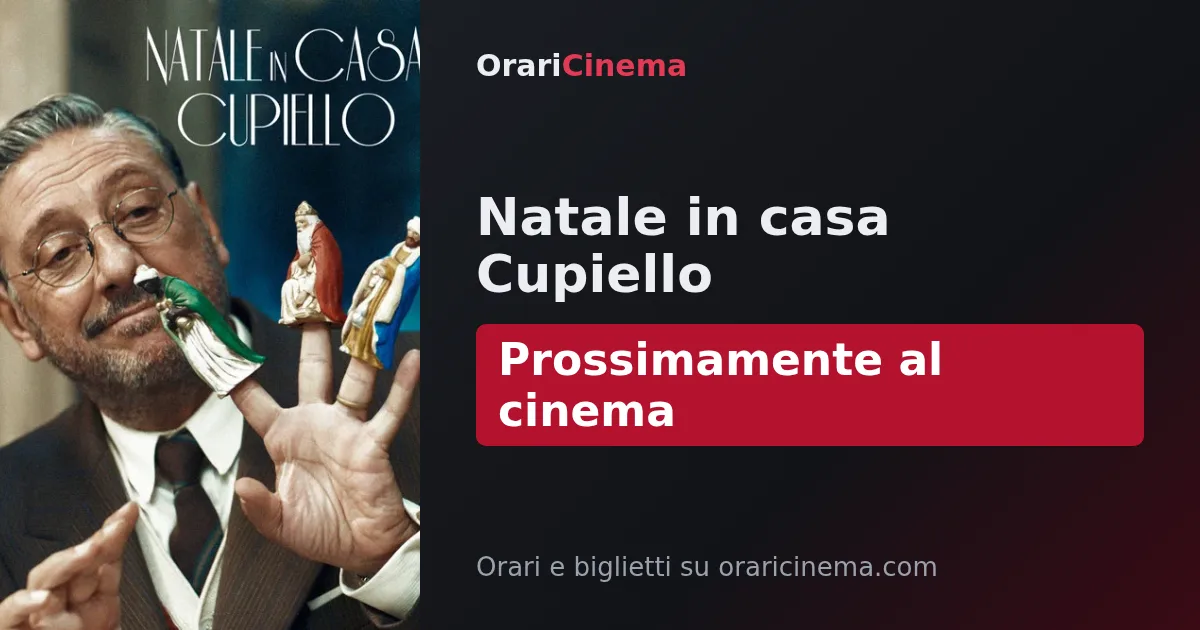 NATALE IN CASA
CUPIELLO
OrariCinema
Natale in casa
Cupiello
Prossimamente al
cinema
Orari e biglietti su oraricinema.com